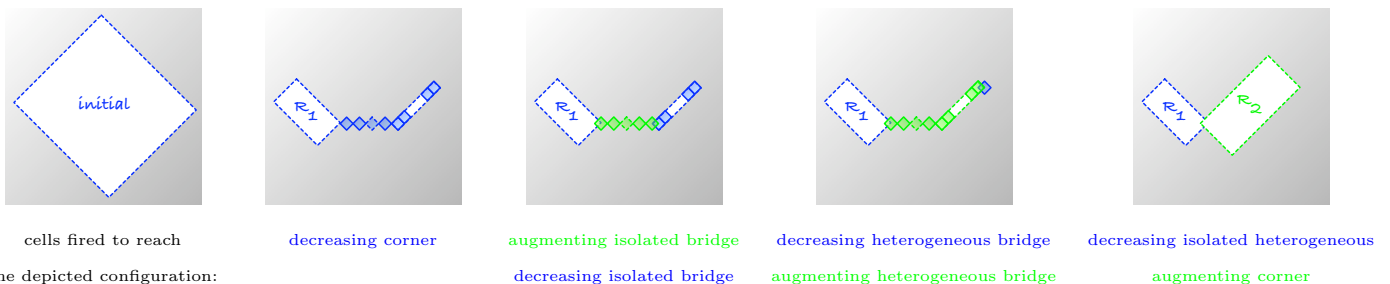 initial
R1
R1
R1
R1
R2
cells fired to reach
decreasing corner
augmenting isolated bridge
decreasing heterogeneous bridge
decreasing isolated heterogeneous
ne depicted configuration:
decreasing isolated bridge
augmenting heterogeneous bridge
augmenting corner